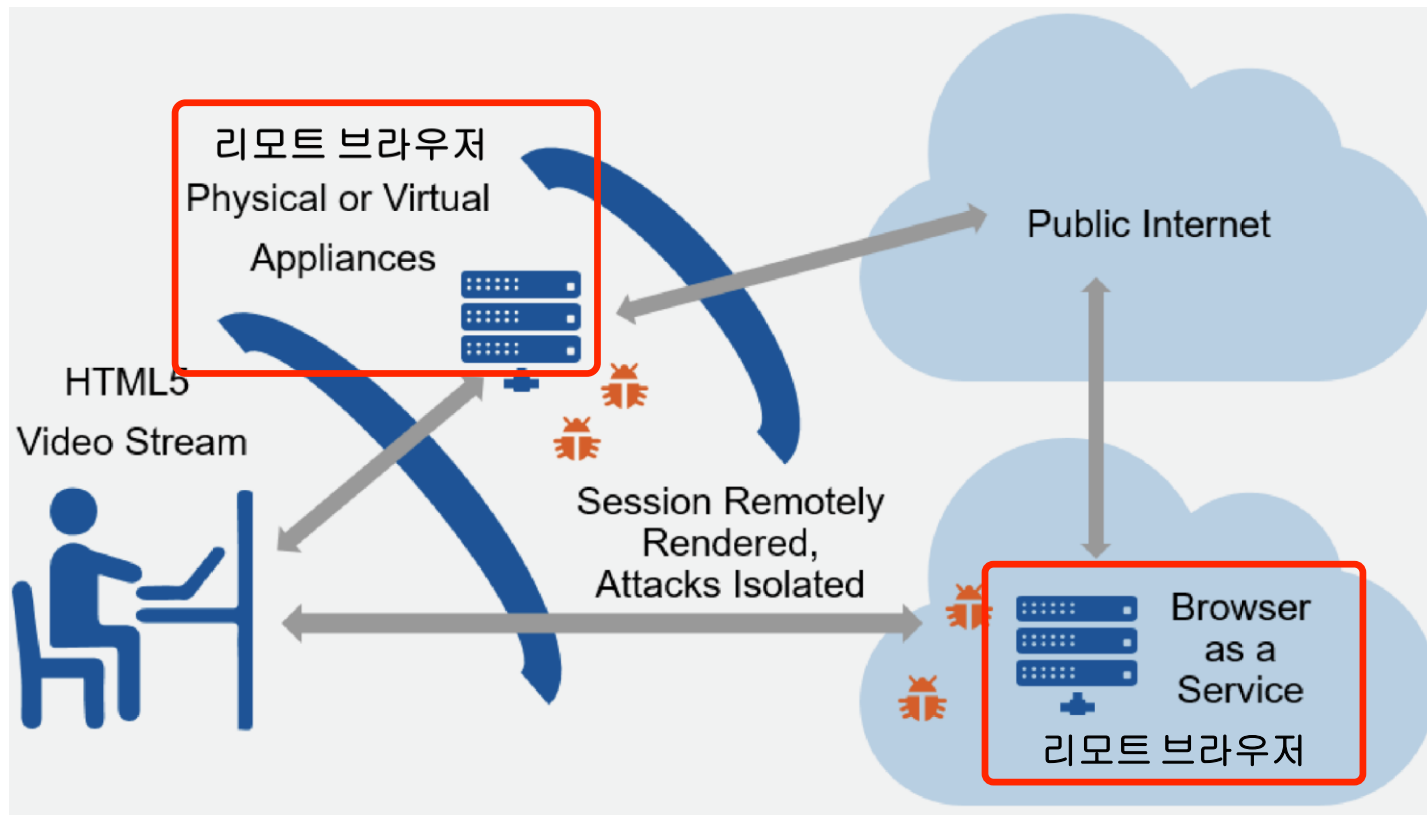 리모트 브라우저
Physical or Virtual
Appliances
Public Internet
HTML5
Video Stream
Session Remotely
Rendered,
Attacks Isolated
Browser
as a
Service
리모트 브라우저